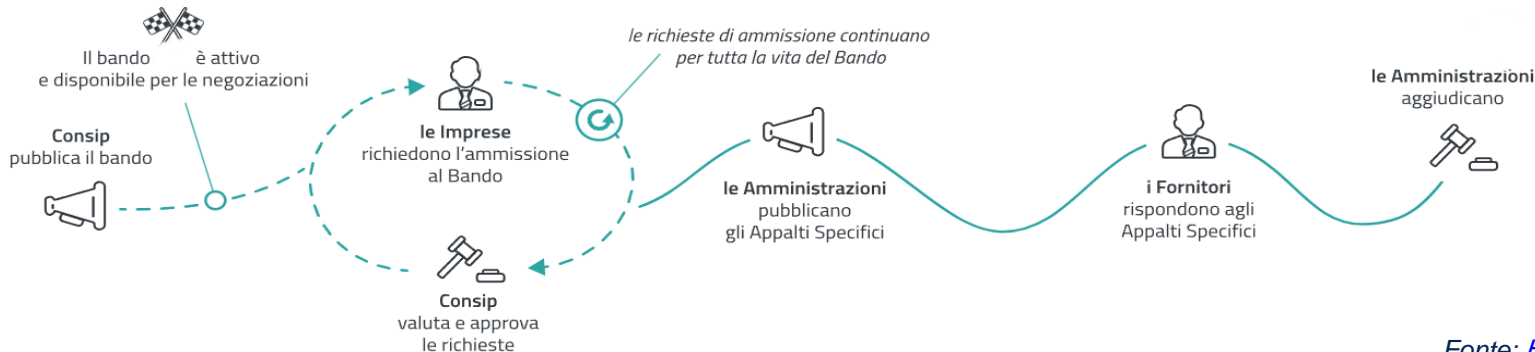 Il bando è attivo
e disponibile per le negoziazioni
Consip
pubblica il bando
le Imprese
richiedono l'ammissione
al Bando
le richieste di ammissione continuano
per tutta la vita del Bando
Consip
valuta e approva
le richieste
le Amministrazioni
pubblicano
gli Appalti Specifici
i Fornitori
rispondono agli
Appalti Specifici
le Amministrazioni
aggiudicano
Fonte: